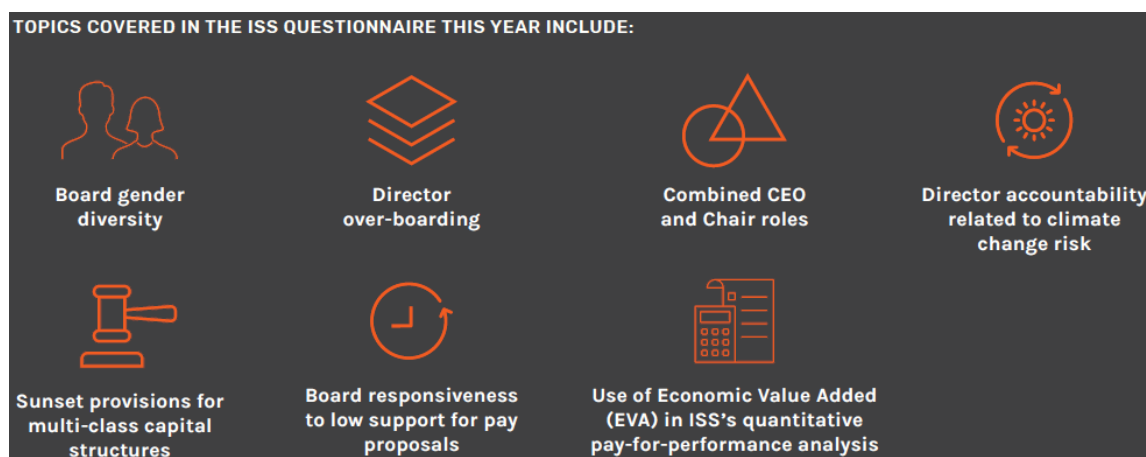 TOPICS COVERED IN THE ISS QUESTIONNAIRE THIS YEAR INCLUDE:
Board gender
diversity
Director
over-boarding
Combined CEO
and Chair roles
Director accountability
related to climate
change risk
Sunset provisions for
multi-class capital
structures
Board responsiveness
to low support for pay
proposals
Use of Economic Value Added
(EVA) in ISS's quantitative
pay-for-performance analysis